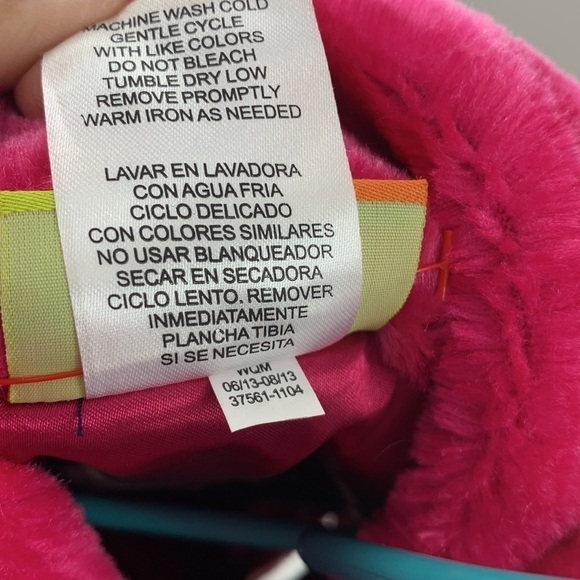 MACHINE WASH COLD
GENTLE CYCLE
WITH LIKE COLORS
DO NOT BLEACH
TUMBLE DRY LOW
REMOVE PROMPTLY
WARM IRON AS NEEDED
LAVAR EN LAVADORA
CON AGUA FRIA
CICLO DELICADO
CON COLORES SIMILARES
NO USAR BLANQUEADOR
SECAR EN SECADORA
CICLO LENTO. REMOVER
INMEDIATAMENTE
PLANCHA TIBIA
SI SE NECESITA
WQM
06/13-08/13
37561-1104